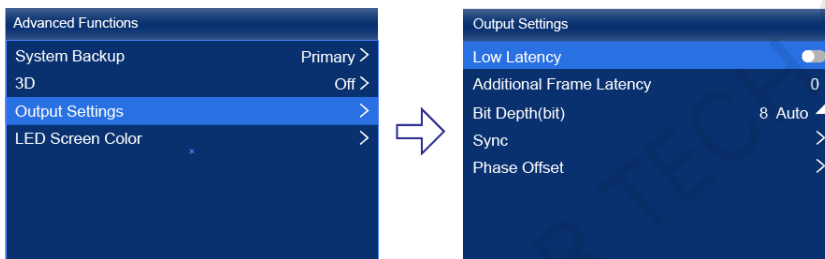 Advanced Functions
System Backup Primary >
3D Off >
Output Settings >
LED Screen Color >
Output Settings
Low Latency
Additional Frame Latency 0
Bit Depth(bit) 8 Auto
Sync >
Phase Offset >
R TECH